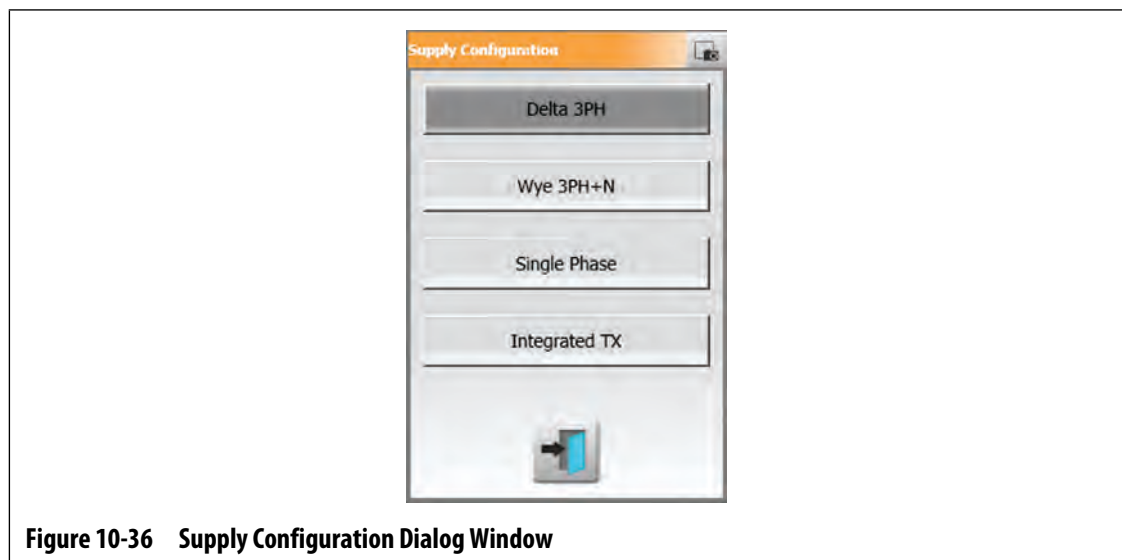 Supply Configuration
Delta 3PH
Wye 3PH+N
Single Phase
Integrated TX
Figure 10-36 Supply Configuration Dialog Window